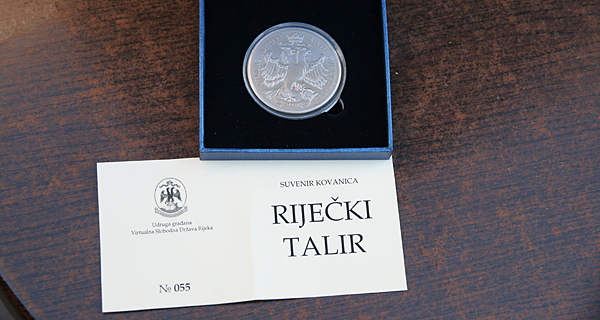 Udruga građana
Virtualna Slobodna Država Rijeka
№ 055
SUVENIR KOVANICA
RIJEČKI
TALIR